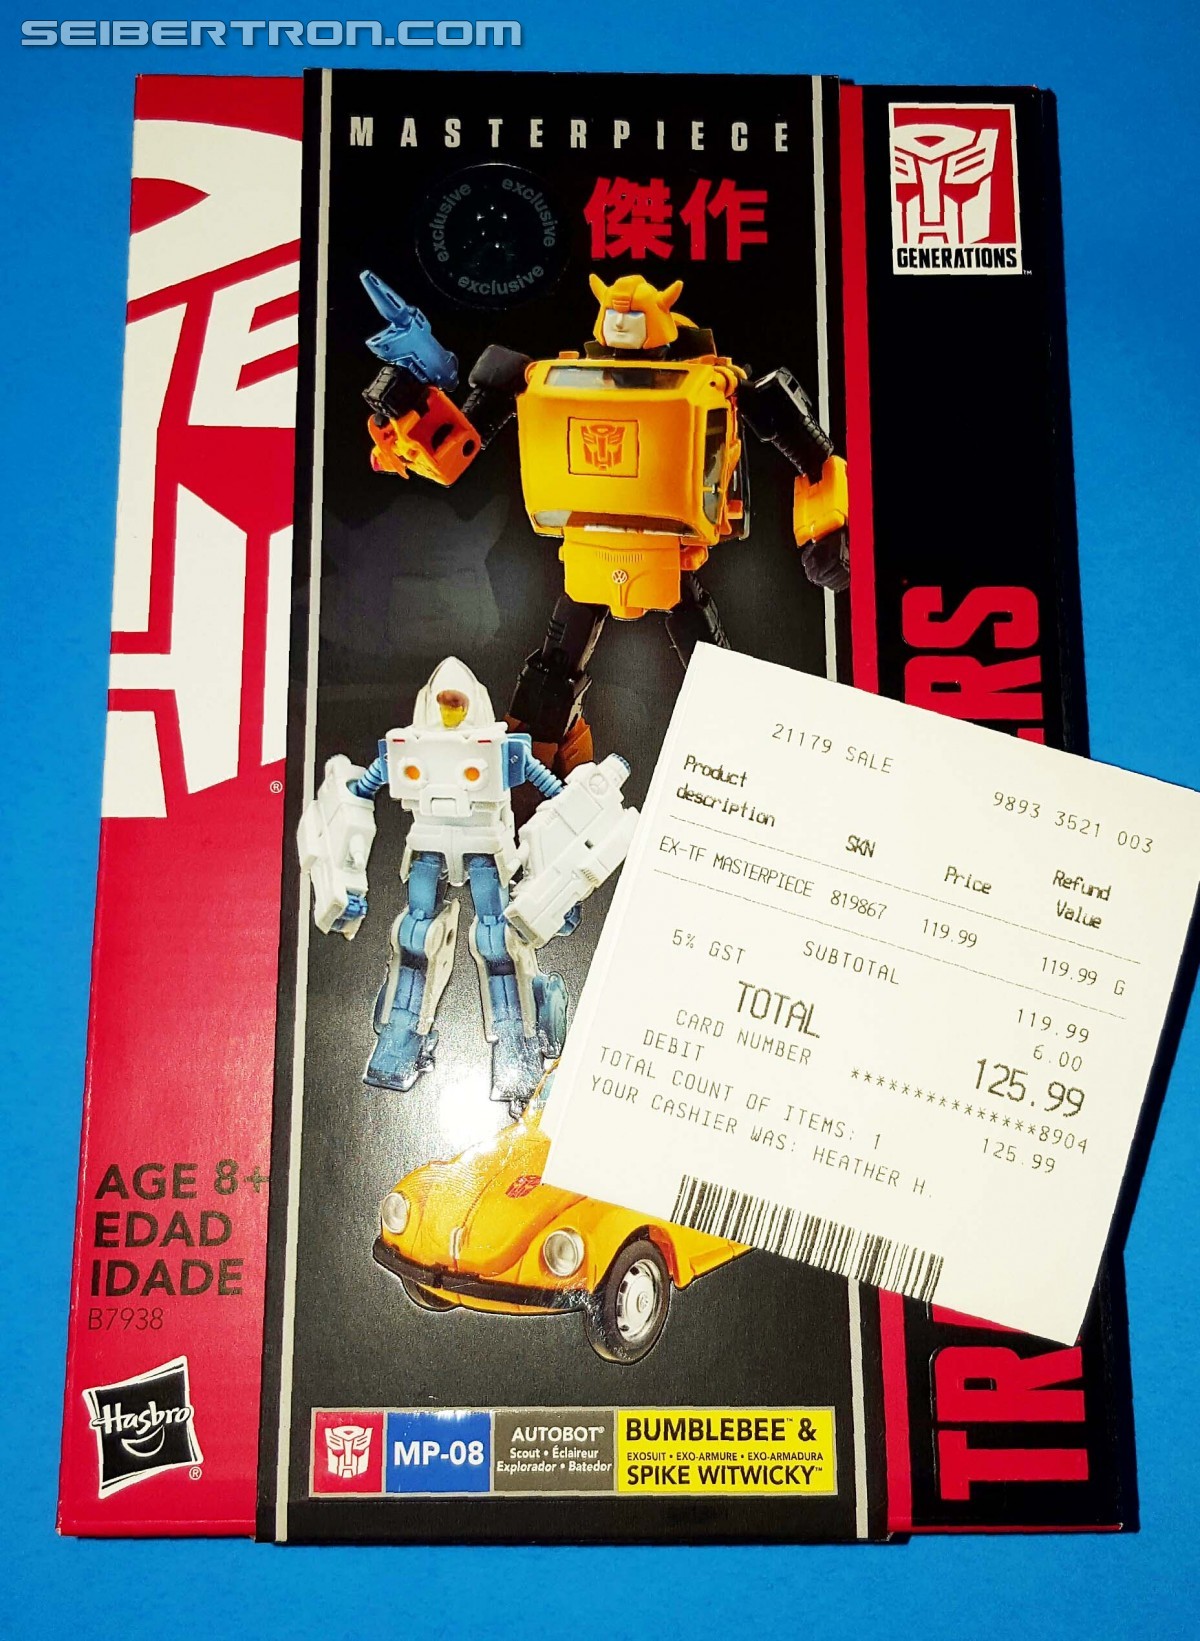 SEIBERTRON.com
MASTERPIECE
exclusive · exclusive · exclusive
傑作
GENERATIONS™
AGE 8+
EDAD
IDADE
B7938
Hasbro
®
®
MP-08
AUTOBOT®
Scout • Éclaireur
Explorador • Batedor
BUMBLEBEE™ &
EXOSUIT • EXO-ARMURE • EXO-ARMADURA
SPIKE WITWICKY™
21179 SALE
9893 3521 003
Product description SKN Price Refund Value
EX-TF MASTERPIECE 819867 119.99 119.99 G
SUBTOTAL 119.99
5% GST 6.00
TOTAL 125.99
CARD NUMBER ****************8904
DEBIT 125.99
TOTAL COUNT OF ITEMS: 1
YOUR CASHIER WAS: HEATHER H.